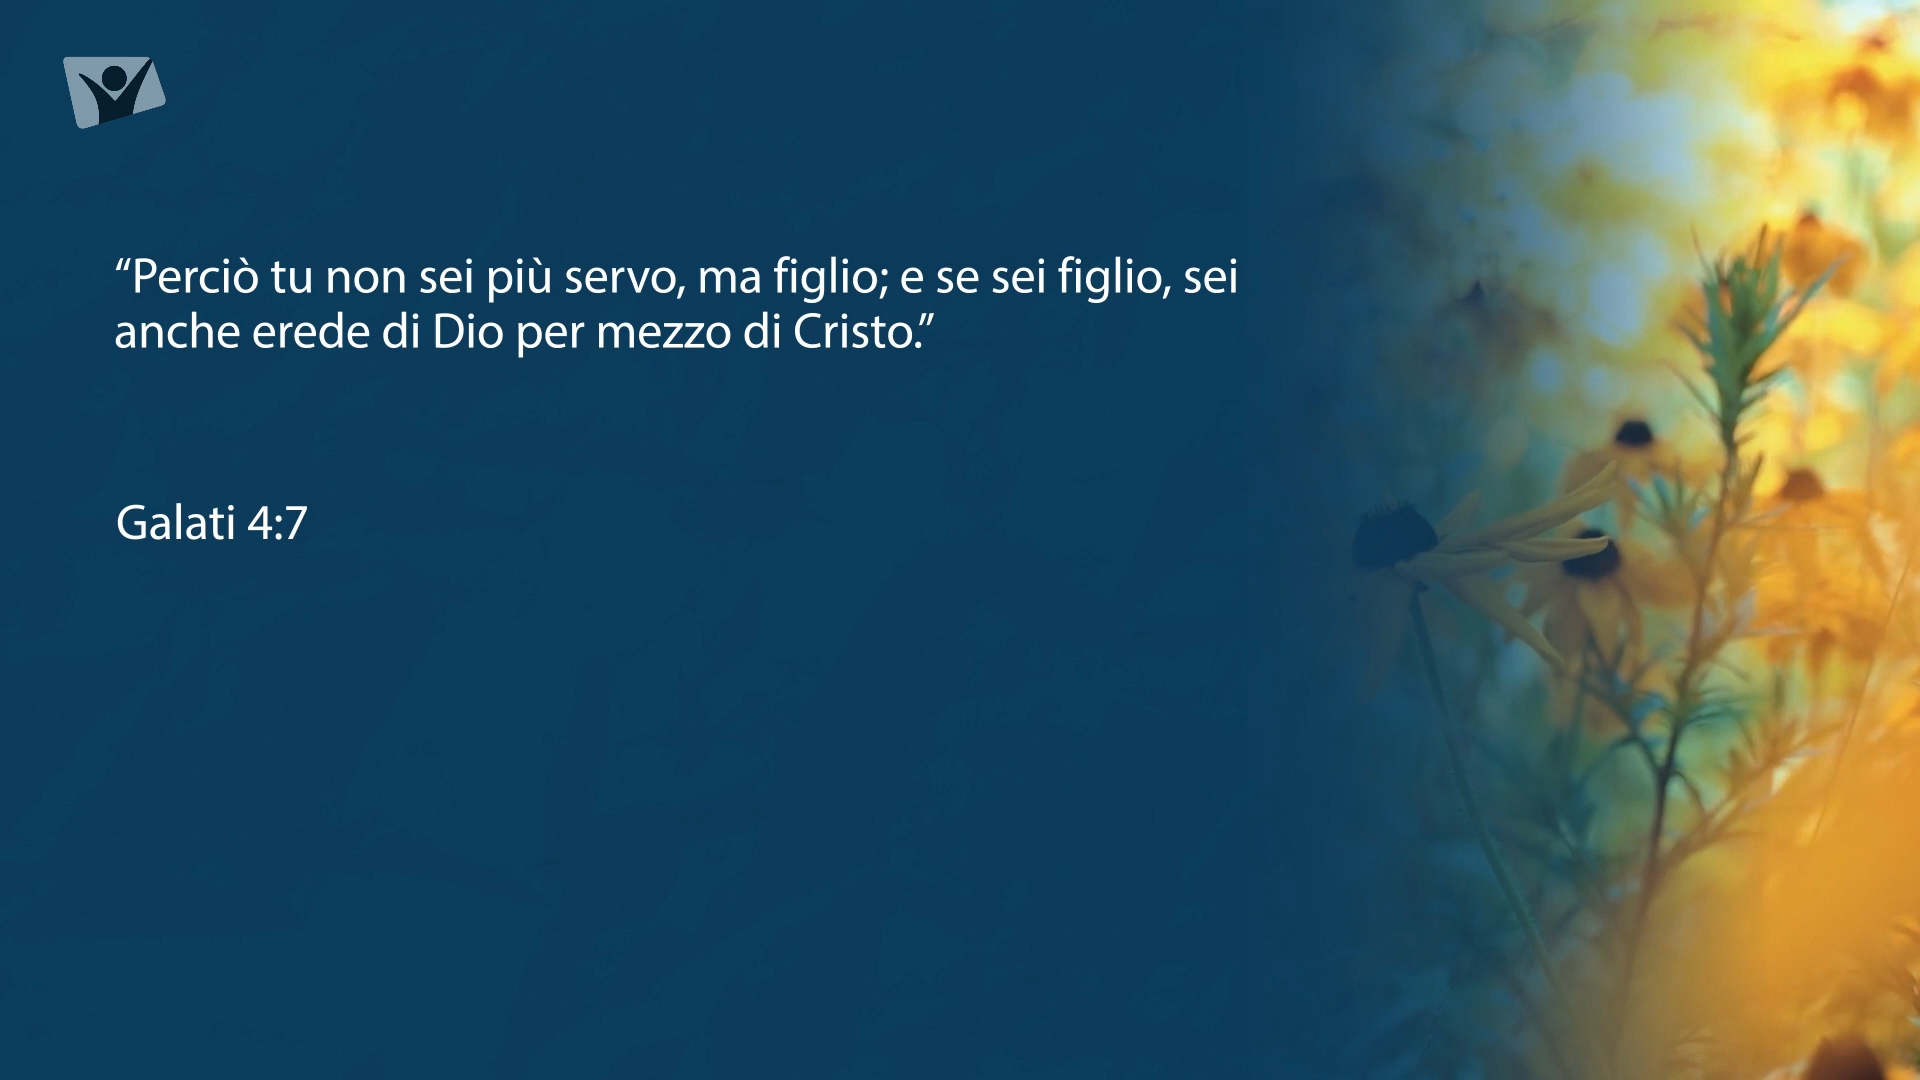 “Perciò tu non sei più servo, ma figlio; e se sei figlio, sei
anche erede di Dio per mezzo di Cristo.”
Galati 4:7